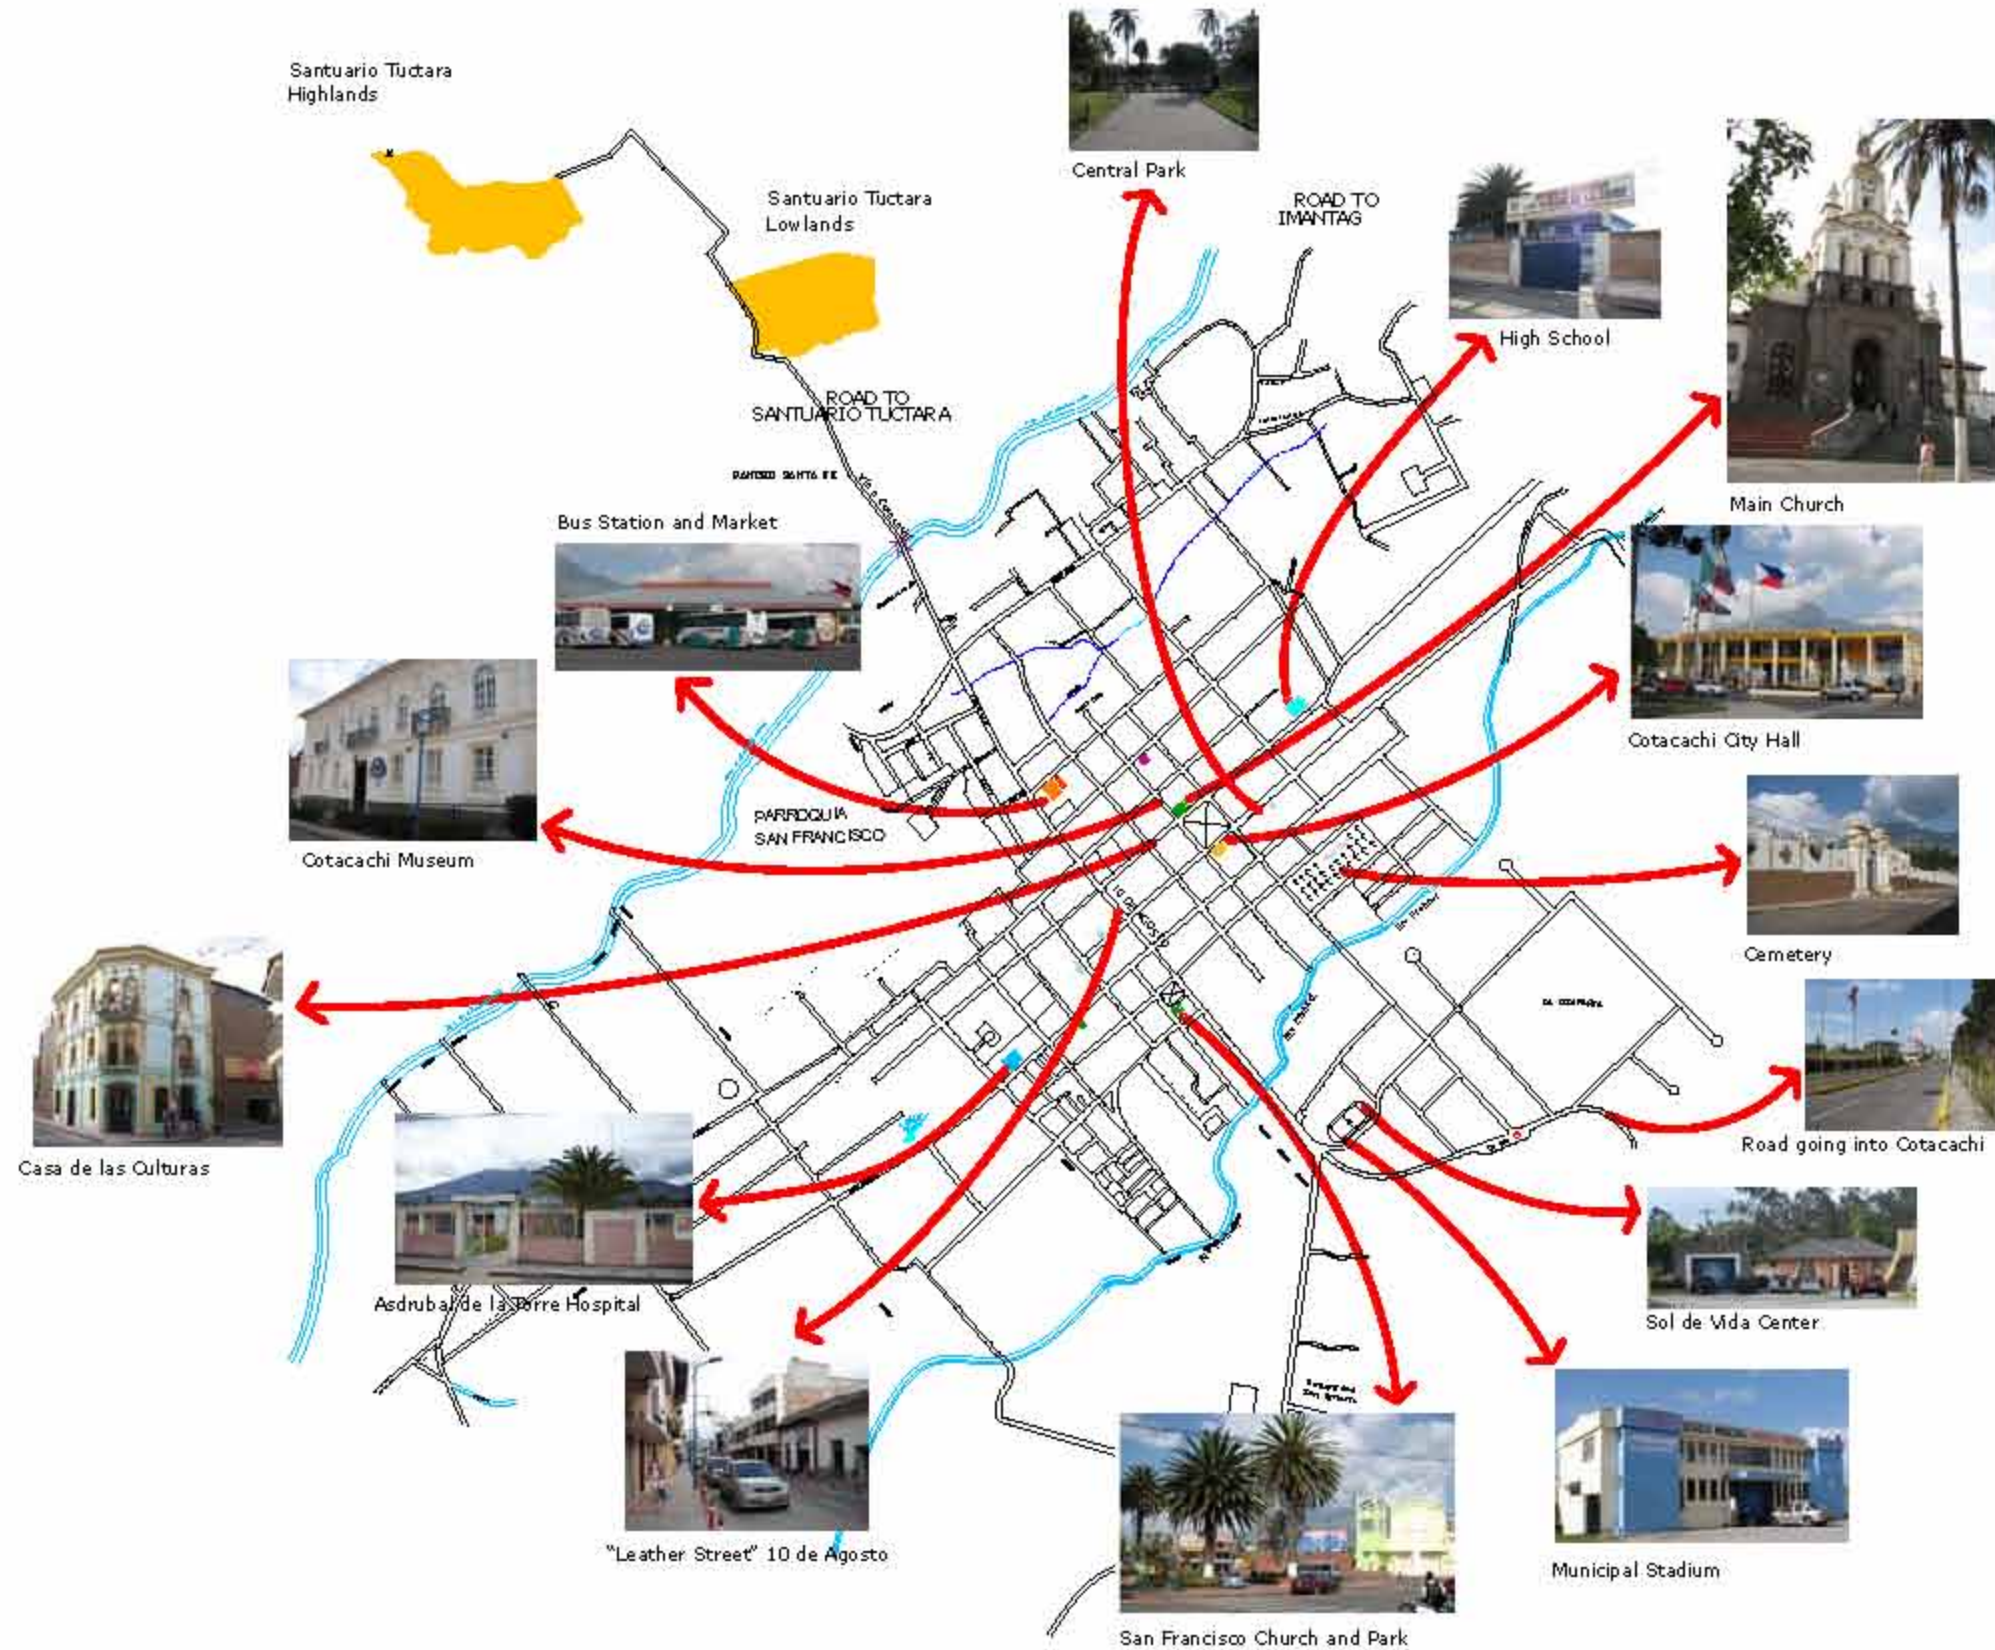 Santuario Tuctara
Highlands
Santuario Tuctara
Lowlands
Central Park
ROAD TO
IMANTAG
High School
Main Church
ROAD TO
SANTUARIO TUCTARA
Bus Station and Market
Cotacachi City Hall
PARROQUIA
SAN FRANCISCO
Cotacachi Museum
10 DE AGOSTO
Cemetery
Casa de las Culturas
Road going into Cotacachi
Asdrubal de la Torre Hospital
Sol de Vida Center
"Leather Street" 10 de Agosto
Municipal Stadium
San Francisco Church and Park